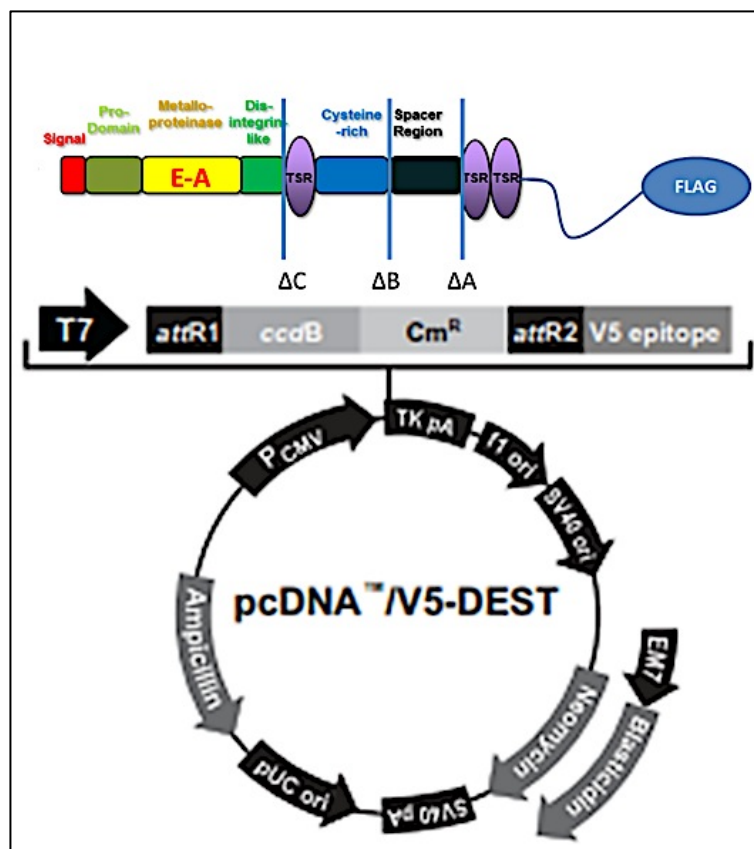 Signal
Pro-
Domain
Metallo-
proteinase
Dis-
integrin-
like
Cysteine
-rich
Spacer
Region
E-A
TSR
TSR
TSR
FLAG
ΔC
ΔB
ΔA
T7
attR1
ccdB
CmR
attR2
V5 epitope
PCMV
TK pA
f1 ori
SV40 ori
pcDNA™/V5-DEST
Ampicillin
EM7
Neomycin
Blasticidin
pUC ori
SV40 pA